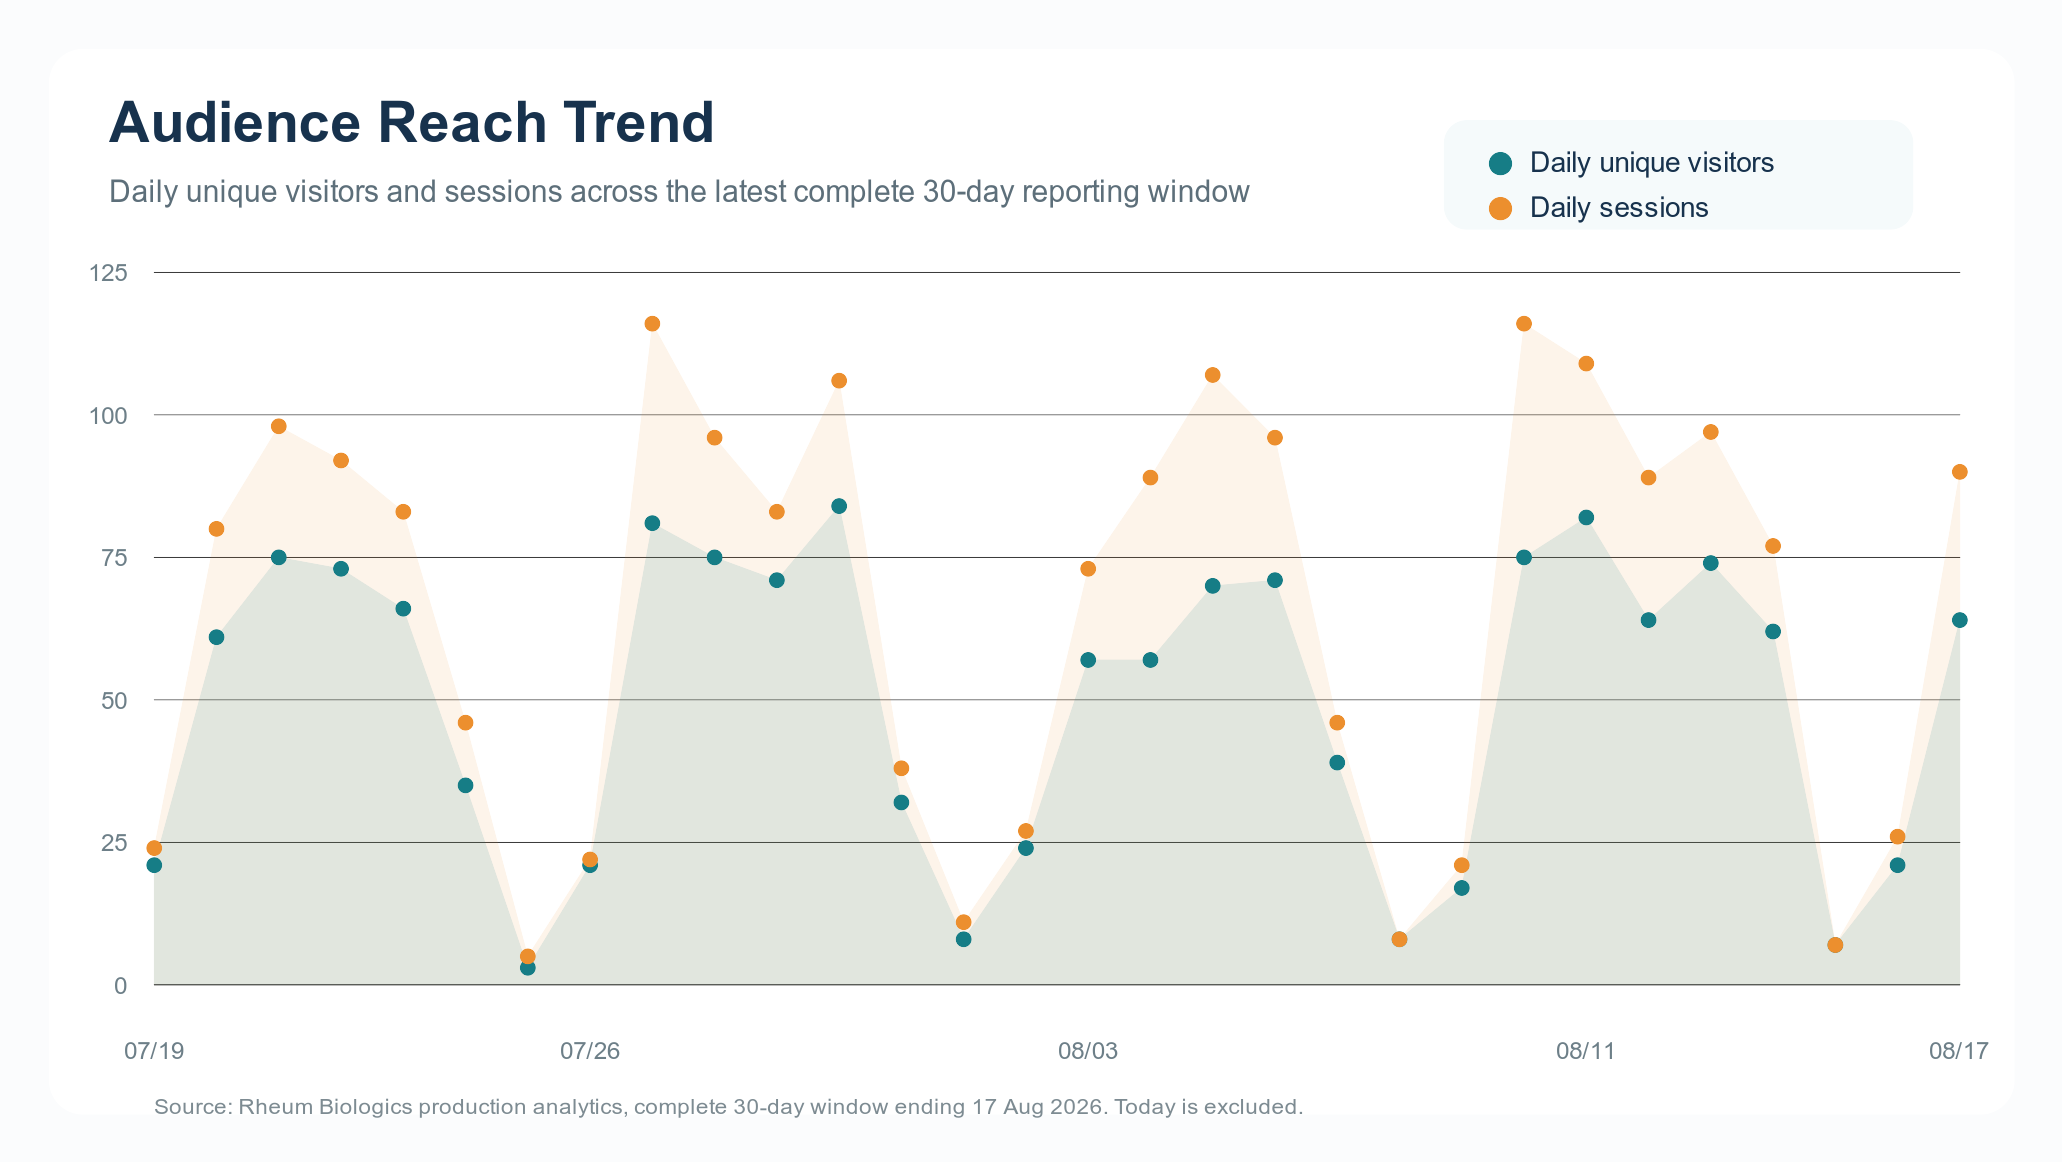 Audience Reach Trend
Daily unique visitors and sessions across the latest complete 30-day reporting window
Daily unique visitors
Daily sessions
125
100
75
50
25
0
07/19
07/26
08/03
08/11
08/17
Source: Rheum Biologics production analytics, complete 30-day window ending 17 Aug 2026. Today is excluded.